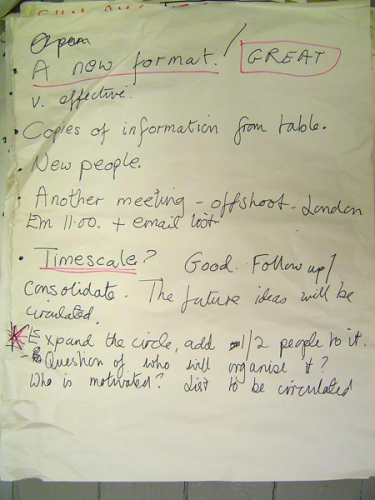 Open
A new format! GREAT
v. effective.
• Copies of information from table.
• New people.
• Another meeting - offshoot - London
Em 11.00. + email list
• Timescale? Good. Follow up/
consolidate. The future ideas will be
circulated.
* Expand the circle, add 1/2 people to it.
- Question of who will organise it?
Who is motivated? List to be circulated